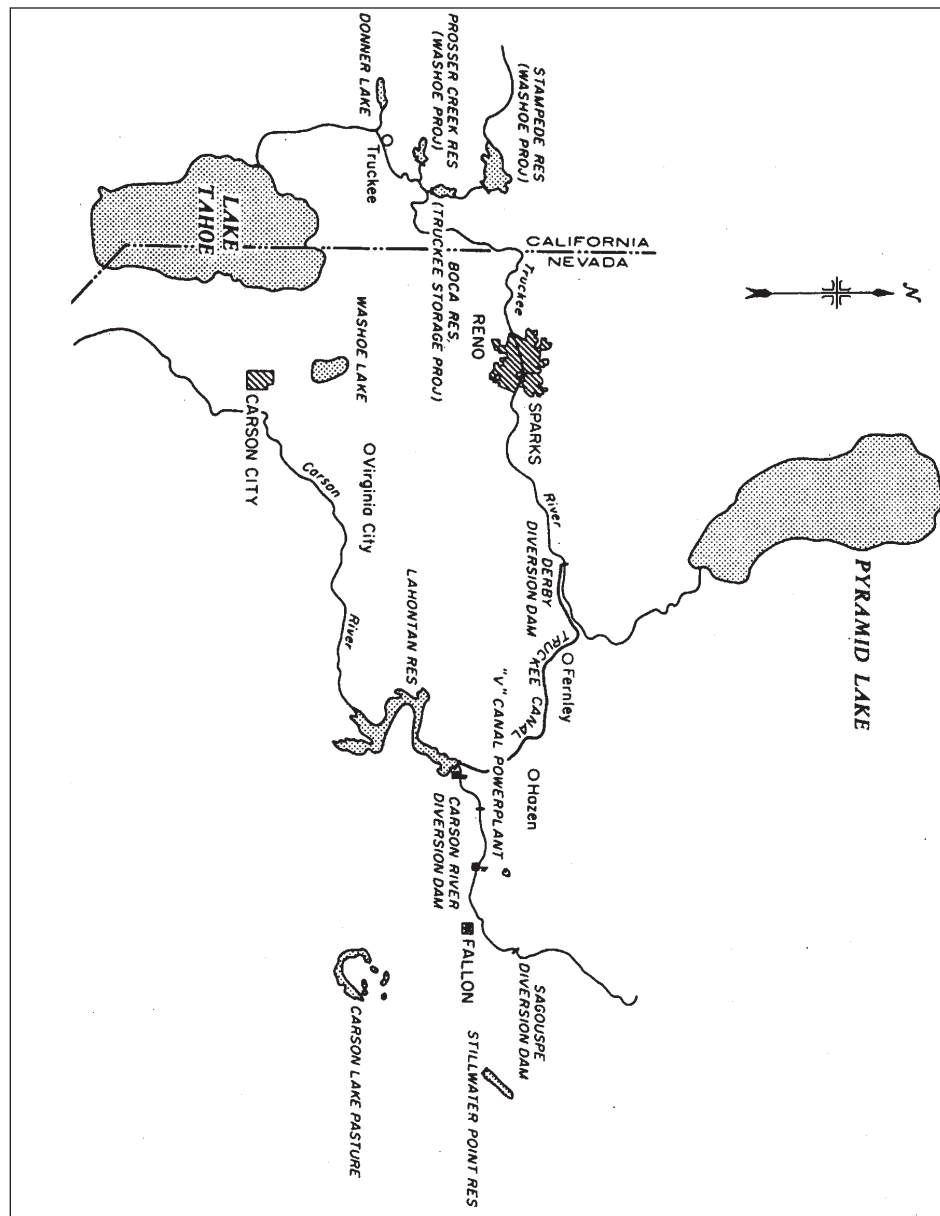 STAMPEDE RES
(WASHOE PROJ)
PROSSER CREEK RES
(WASHOE PROJ)
DONNER LAKE
Truckee
LAKE
TAHOE
BOCA RES,
(TRUCKEE STORAGE PROJ)
CALIFORNIA
NEVADA
N
Truckee
RENO
SPARKS
WASHOE LAKE
CARSON CITY
Virginia City
Carson
River
River
DERBY
DIVERSION DAM
PYRAMID LAKE
Fernley
TRUCKEE CANAL
Hazen
"V" CANAL POWERPLANT
LAHONTAN RES
CARSON RIVER
DIVERSION DAM
FALLON
SAGOUSPE
DIVERSION DAM
STILLWATER POINT RES
CARSON LAKE PASTURE